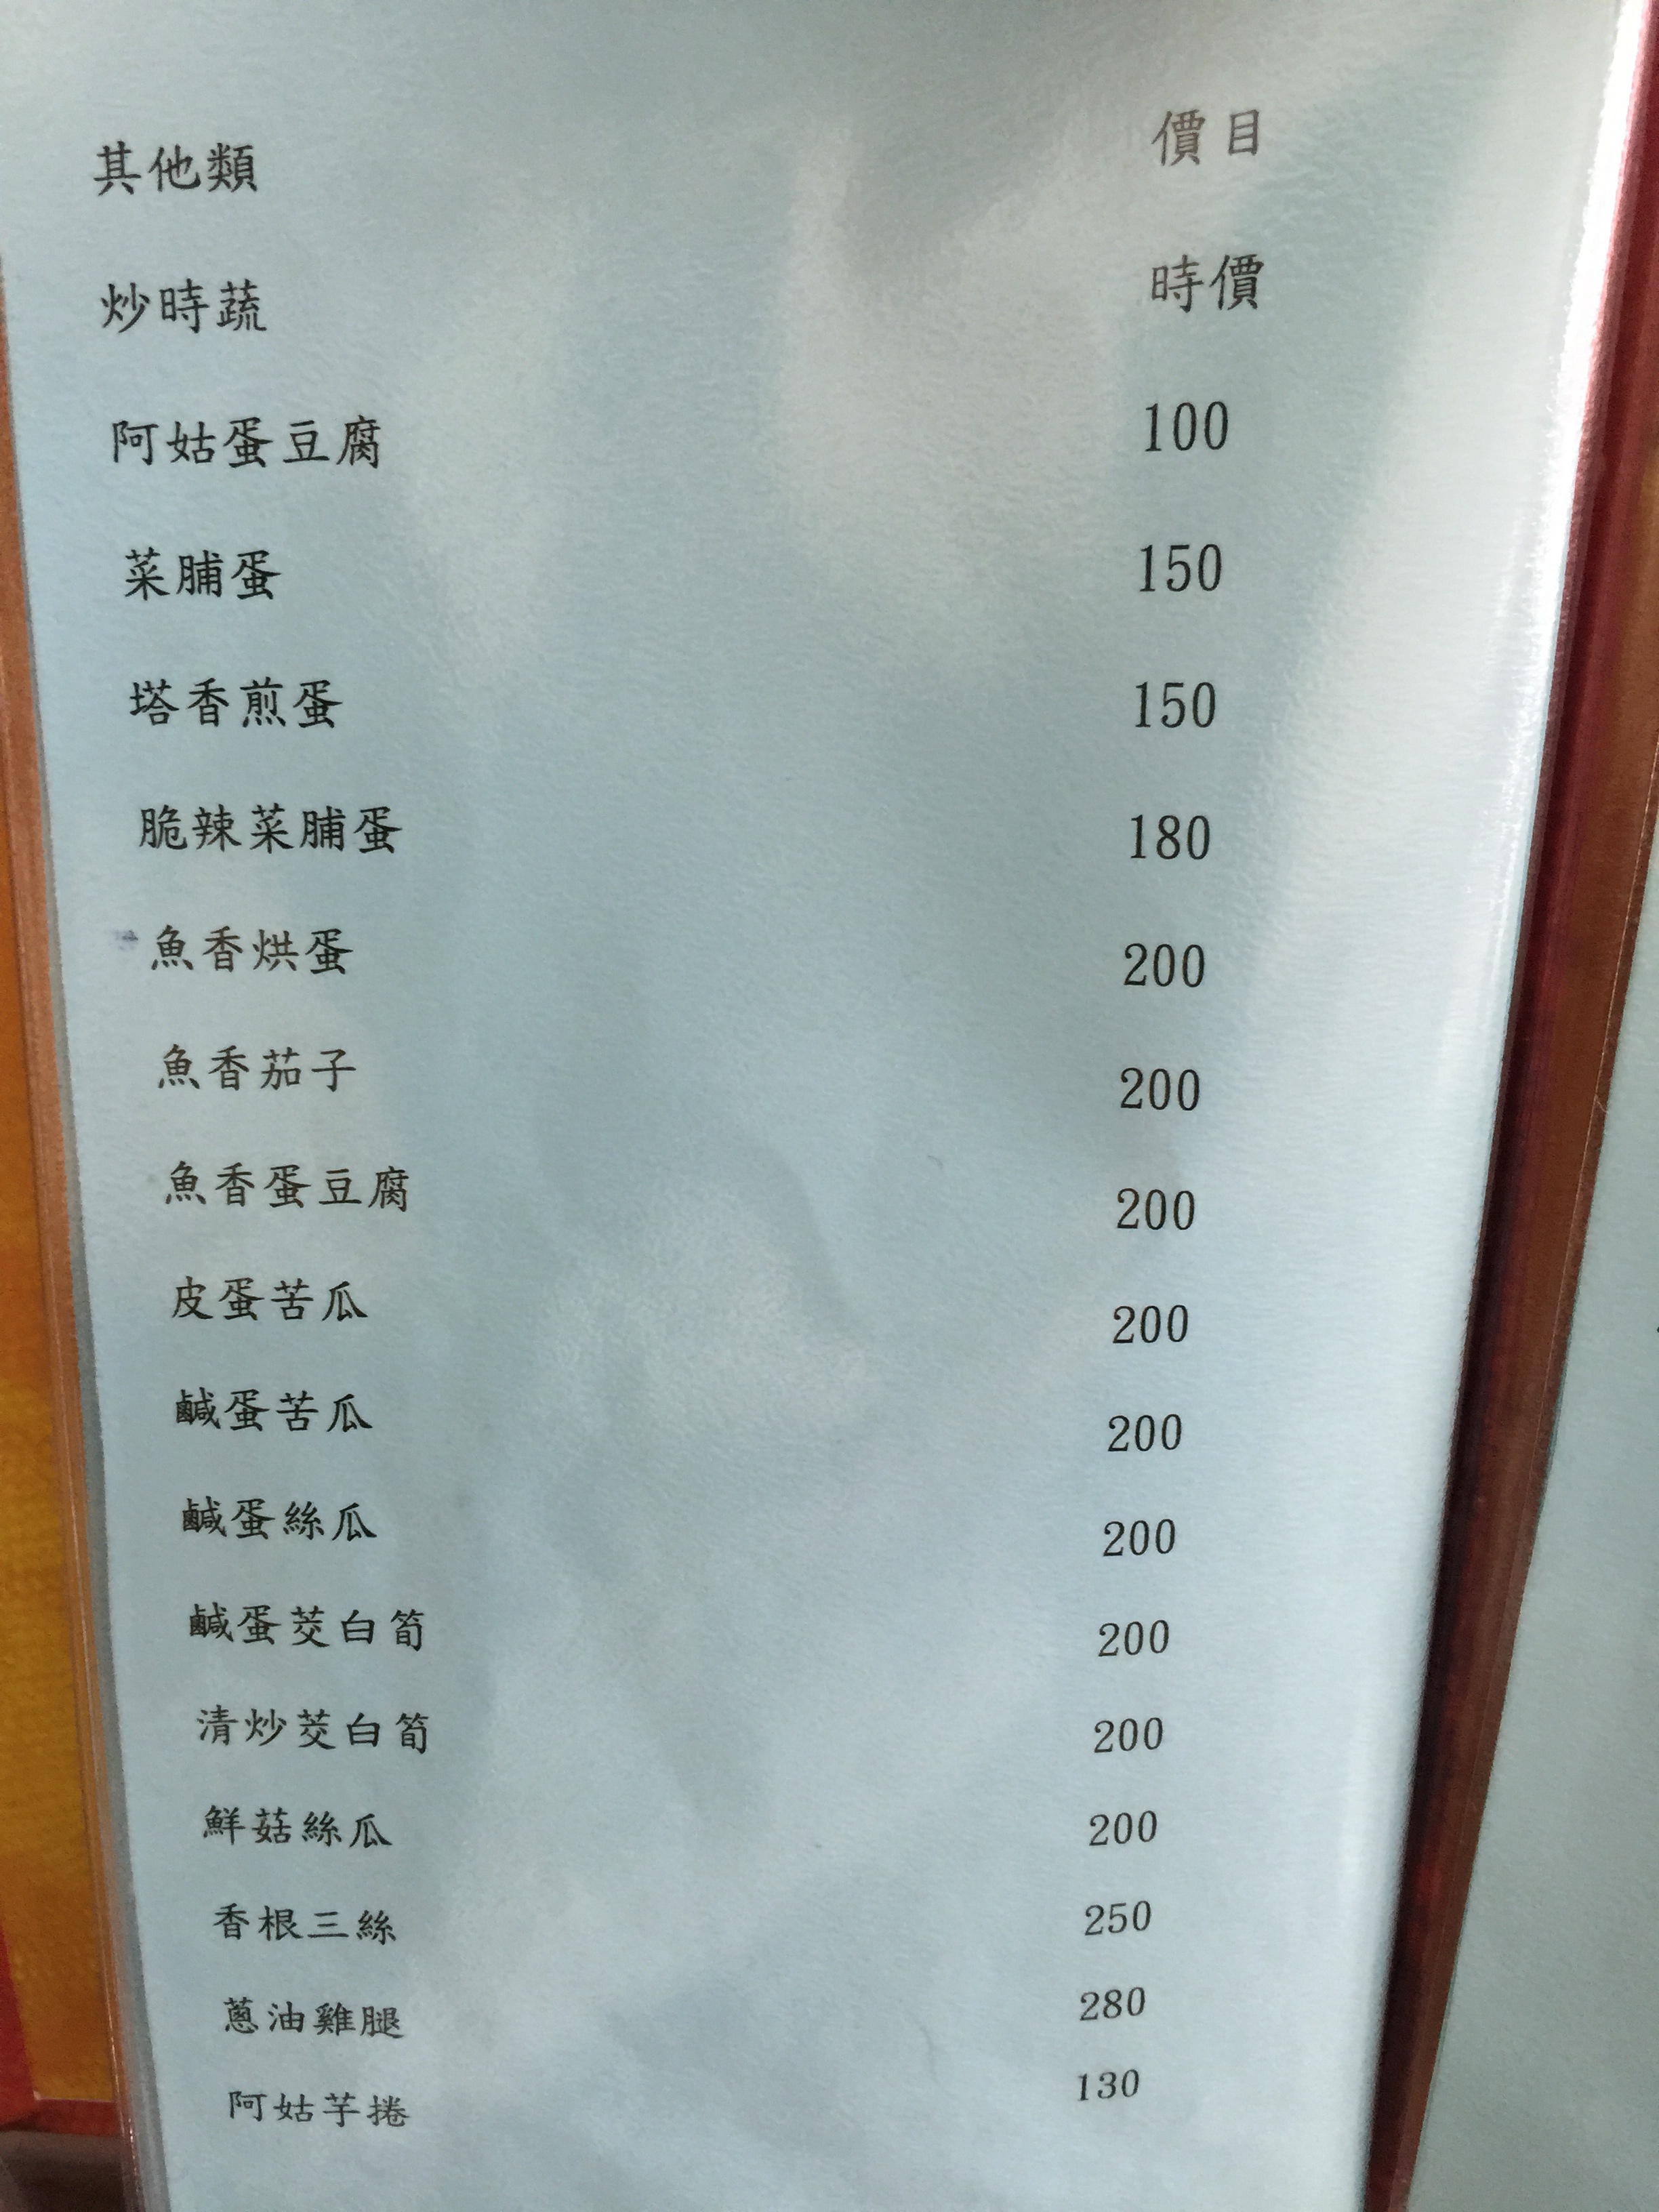 其他類 價目
炒時蔬 時價
阿姑蛋豆腐 100
菜脯蛋 150
塔香煎蛋 150
脆辣菜脯蛋 180
魚香烘蛋 200
魚香茄子 200
魚香蛋豆腐 200
皮蛋苦瓜 200
鹹蛋苦瓜 200
鹹蛋絲瓜 200
鹹蛋茭白筍 200
清炒茭白筍 200
鮮菇絲瓜 200
香根三絲 250
蔥油雞腿 280
阿姑芋捲 130